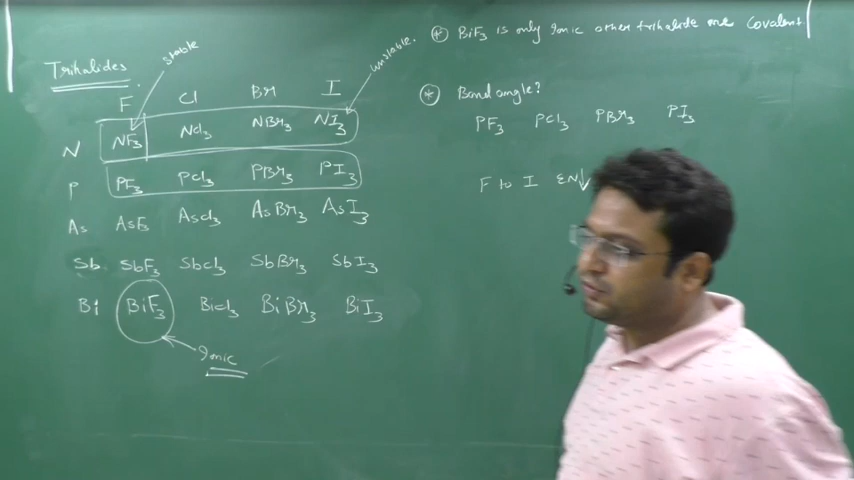 Trihalides.
stable
unstable.
F Cl Br I
N NF₃ NCl₃ NBr₃ NI₃
P PF₃ PCl₃ PBr₃ PI₃
As AsF₃ AsCl₃ AsBr₃ AsI₃
Sb SbF₃ SbCl₃ SbBr₃ SbI₃
Bi BiF₃ BiCl₃ BiBr₃ BiI₃
Ionic
* BiF₃ is only Ionic other trihalide are Covalent.
* Bond angle?
PF₃ PCl₃ PBr₃ PI₃
F to I EN↓